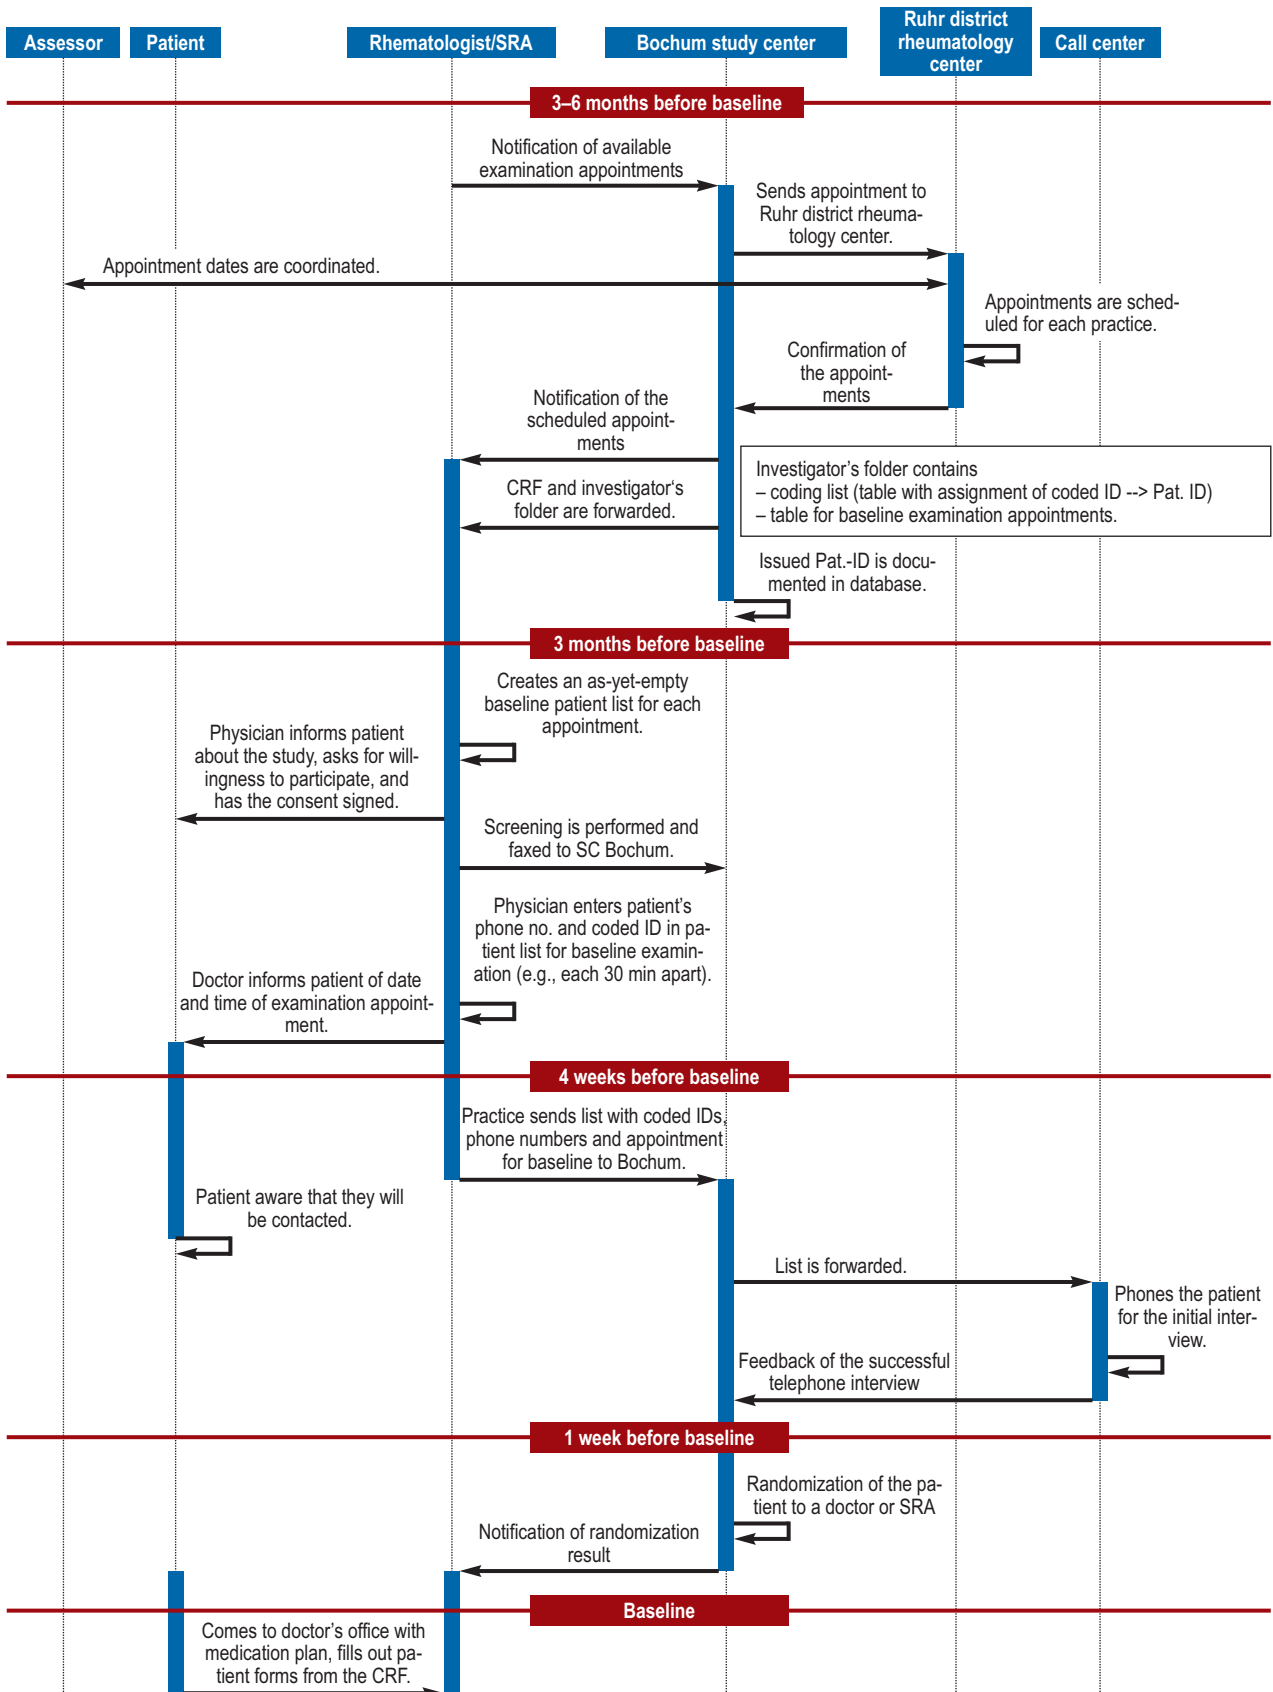 Assessor
Patient
Rhematologist/SRA
Bochum study center
Ruhr district
rheumatology
center
Call center
3–6 months before baseline
Notification of available
examination appointments
Sends appointment to
Ruhr district rheuma-
tology center.
Appointment dates are coordinated.
Appointments are sched-
uled for each practice.
Confirmation of
the appoint-
ments
Notification of the
scheduled appoint-
ments
Investigator's folder contains
– coding list (table with assignment of coded ID --> Pat. ID)
– table for baseline examination appointments.
CRF and investigator‘s
folder are forwarded.
Issued Pat.-ID is docu-
mented in database.
3 months before baseline
Creates an as-yet-empty
baseline patient list for each
appointment.
Physician informs patient
about the study, asks for will-
ingness to participate, and
has the consent signed.
Screening is performed and
faxed to SC Bochum.
Physician enters patient's
phone no. and coded ID in pa-
tient list for baseline examin-
ation (e.g., each 30 min apart).
Doctor informs patient of date
and time of examination appoint-
ment.
4 weeks before baseline
Practice sends list with coded IDs,
phone numbers and appointment
for baseline to Bochum.
Patient aware that they will
be contacted.
List is forwarded.
Phones the patient
for the initial inter-
view.
Feedback of the successful
telephone interview
1 week before baseline
Randomization of the pa-
tient to a doctor or SRA
Notification of randomization
result
Baseline
Comes to doctor's office with
medication plan, fills out pa-
tient forms from the CRF.